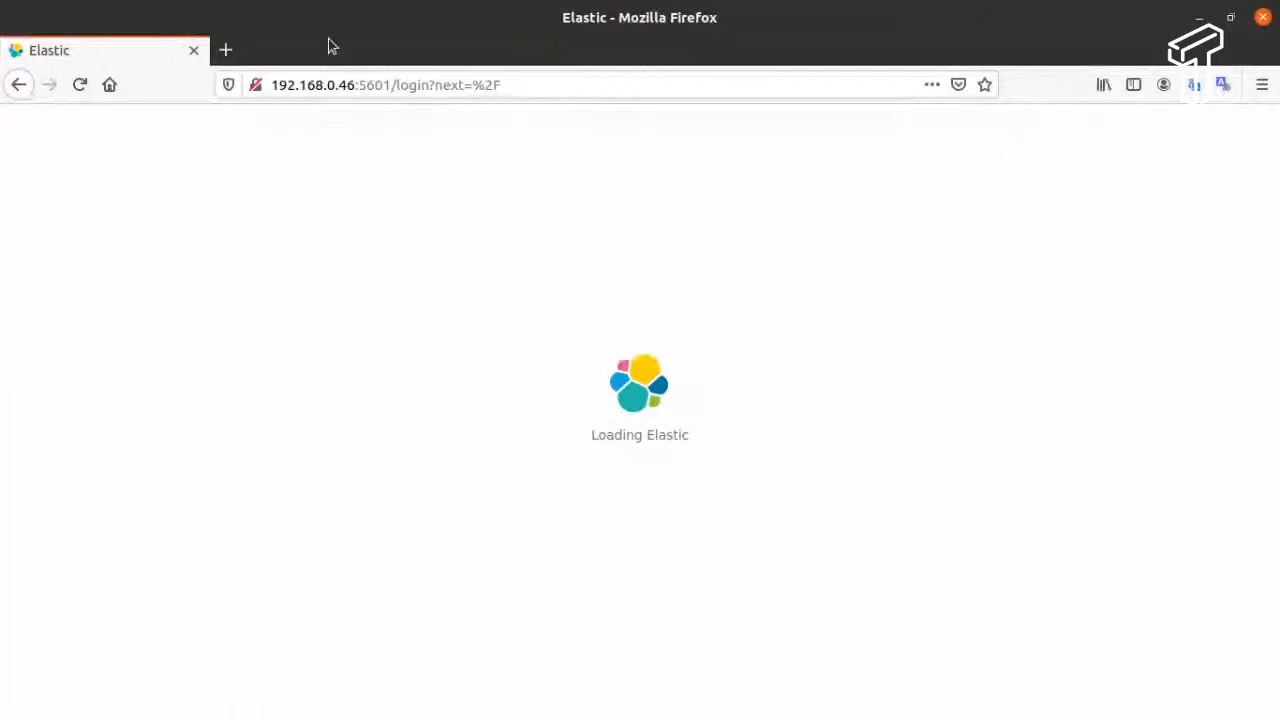 Elastic - Mozilla Firefox
Elastic
192.168.0.46:5601/login?next=%2F
Loading Elastic